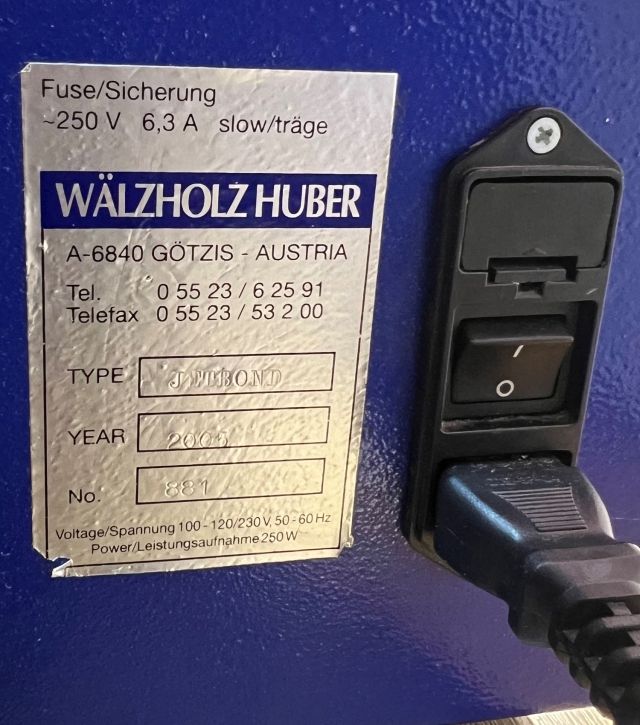 Fuse/Sicherung
~250 V 6,3 A slow/träge
WÄLZHOLZ HUBER
A-6840 GÖTZIS - AUSTRIA
Tel. 0 55 23 / 6 25 91
Telefax 0 55 23 / 53 2 00
TYPE JETBOND
YEAR 2005
No. 881
Voltage/Spannung 100 - 120/230 V, 50 - 60 Hz
Power/Leistungsaufnahme 250 W
I
O